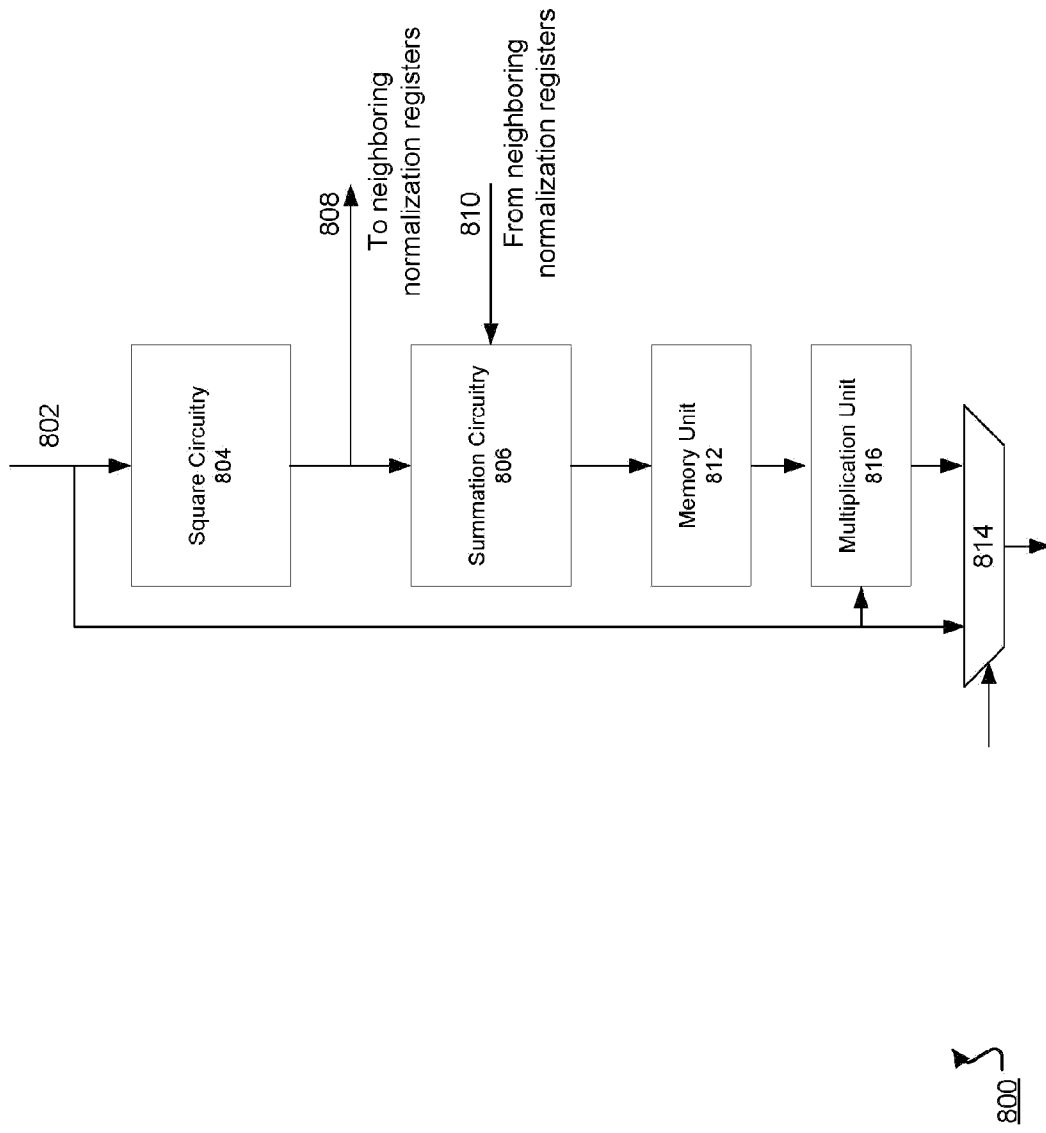 802
Square Circuitry
804
808
To neighboring
normalization registers
810
From neighboring
normalization registers
Summation Circuitry
806
Memory Unit
812
Multiplication Unit
816
814
800